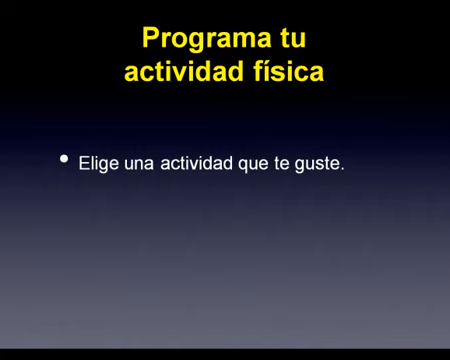 Programa tu
actividad física
• Elige una actividad que te guste.